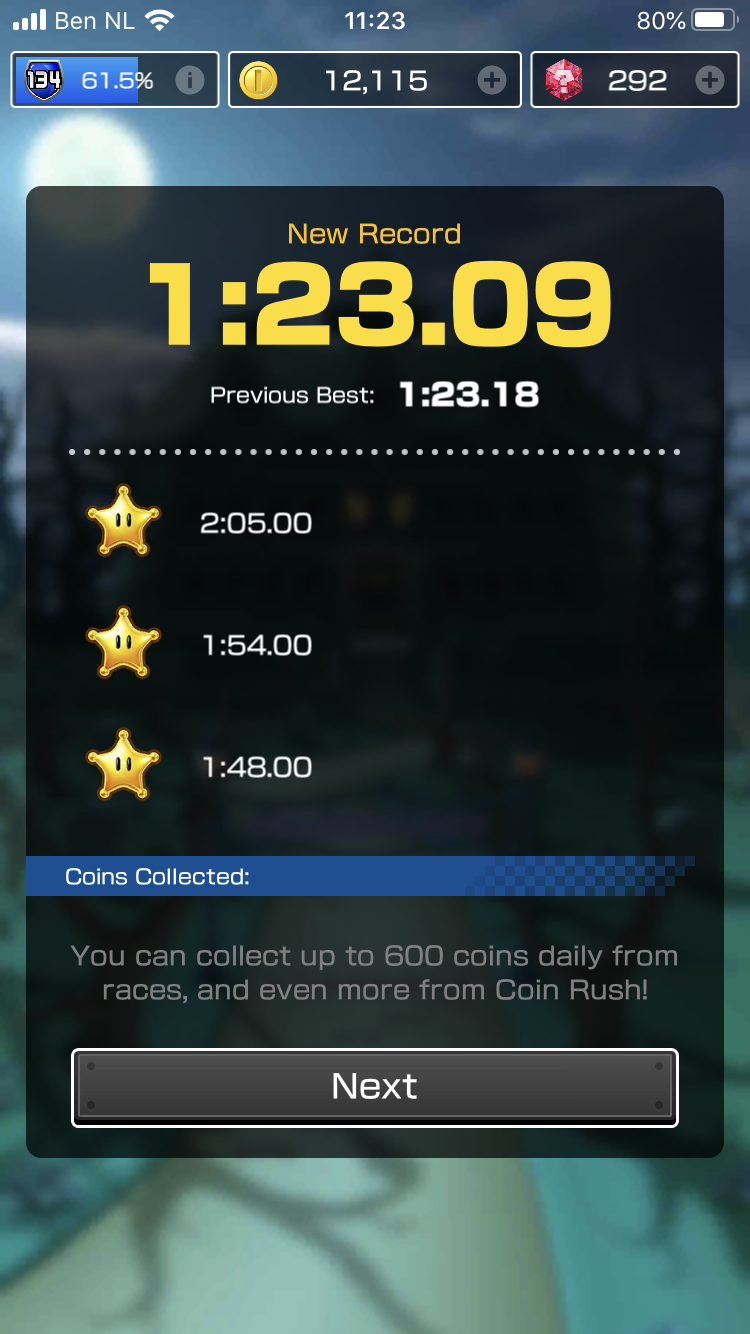 Ben NL 11:23 80%
134 61.5% i 12,115 + ? 292 +
New Record
1:23.09
Previous Best: 1:23.18
2:05.00
1:54.00
1:48.00
Coins Collected:
You can collect up to 600 coins daily from
races, and even more from Coin Rush!
Next